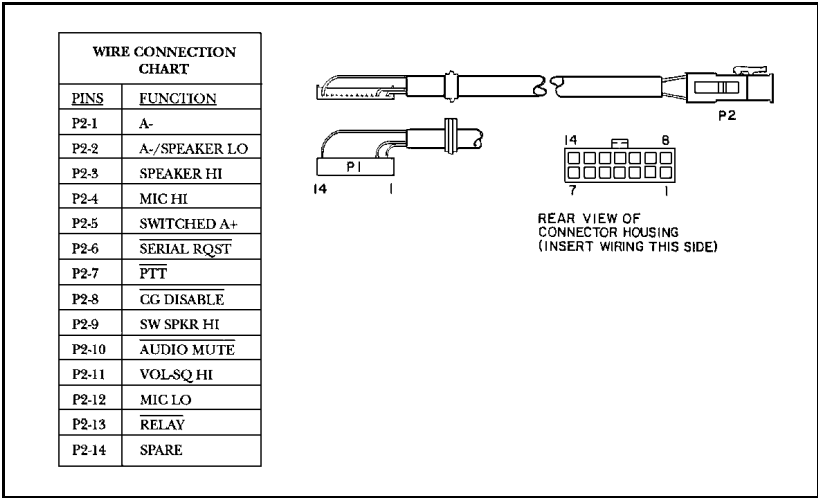 WIRE CONNECTION
CHART
PINS FUNCTION
P2-1 A-
P2-2 A-/SPEAKER LO
P2-3 SPEAKER HI
P2-4 MIC HI
P2-5 SWITCHED A+
P2-6 SERIAL RQST
P2-7 PTT
P2-8 CG DISABLE
P2-9 SW SPKR HI
P2-10 AUDIO MUTE
P2-11 VOL-SQ HI
P2-12 MIC LO
P2-13 RELAY
P2-14 SPARE
P2
P1
14 1
14 8
7 1
REAR VIEW OF
CONNECTOR HOUSING
(INSERT WIRING THIS SIDE)